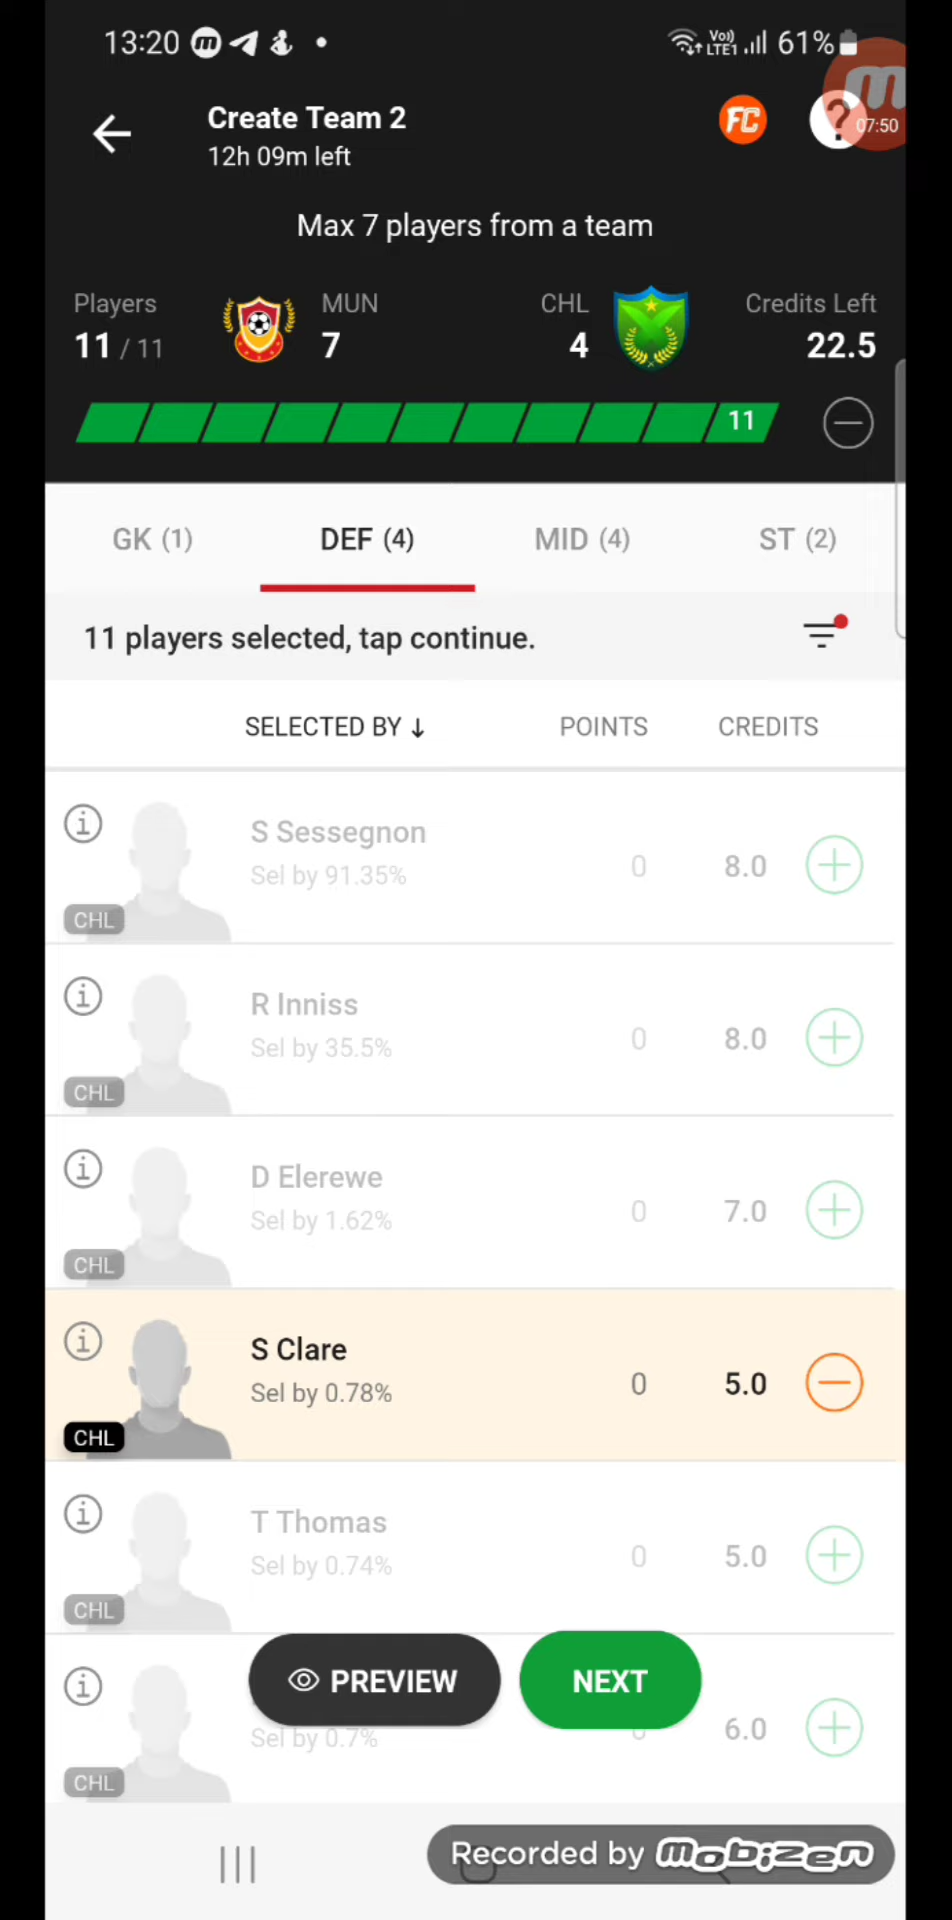 13:20 m • Vo)) LTE1 61%
Create Team 2
12h 09m left
FC ? 07:50
Max 7 players from a team
Players MUN CHL Credits Left
11 / 11 7 4 22.5
11
GK (1) DEF (4) MID (4) ST (2)
11 players selected, tap continue.
SELECTED BY ↓ POINTS CREDITS
S Sessegnon
Sel by 91.35% 0 8.0
CHL
R Inniss
Sel by 35.5% 0 8.0
CHL
D Elerewe
Sel by 1.62% 0 7.0
CHL
S Clare
Sel by 0.78% 0 5.0
CHL
T Thomas
Sel by 0.74% 0 5.0
CHL
PREVIEW NEXT
Sel by 0.7% 0 6.0
CHL
Recorded by mobizen